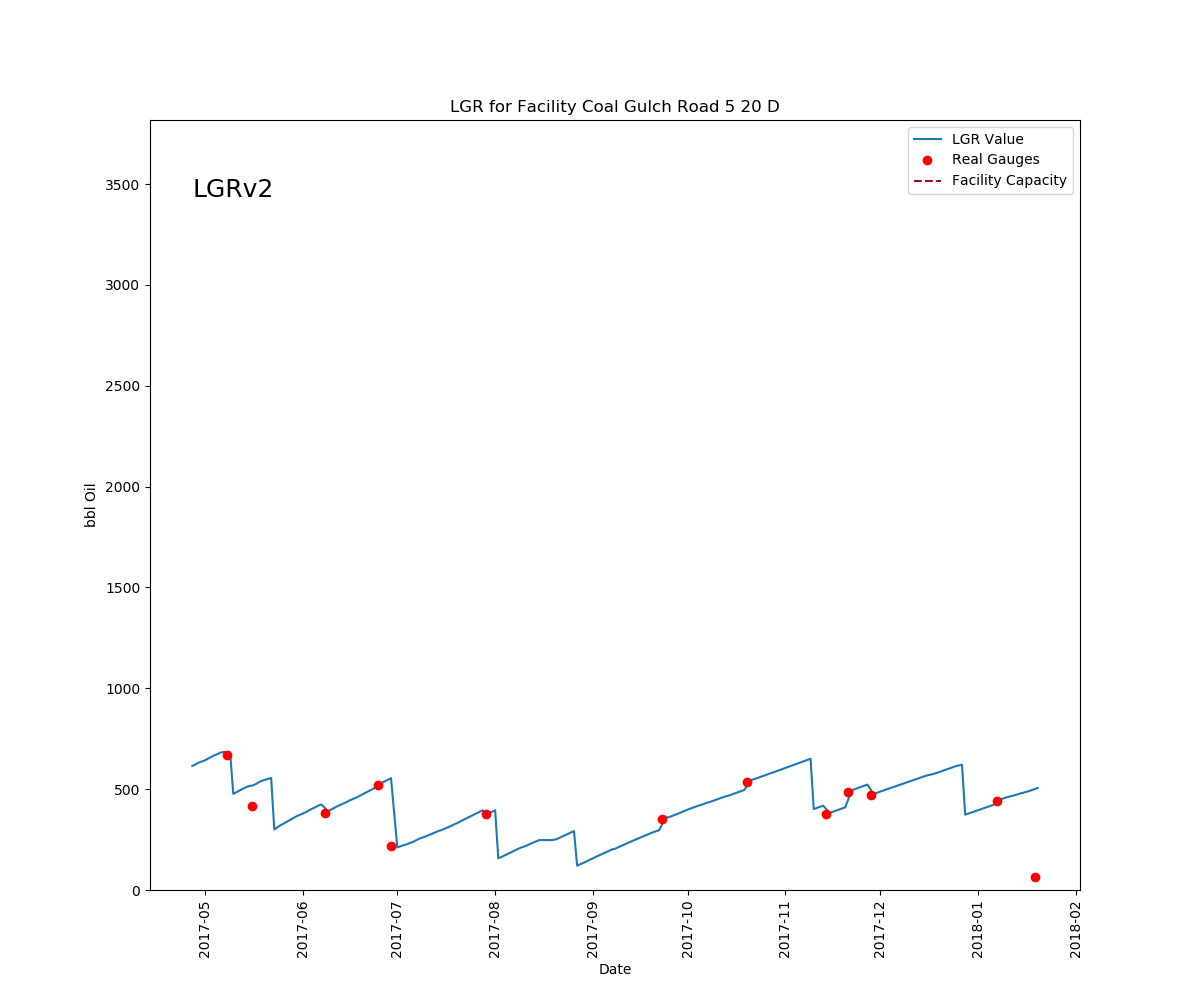 LGR for Facility Coal Gulch Road 5 20 D
LGR Value
Real Gauges
Facility Capacity
LGRv2
3500
3000
2500
2000
1500
1000
500
0
bbl Oil
2017-05
2017-06
2017-07
2017-08
2017-09
2017-10
2017-11
2017-12
2018-01
2018-02
Date